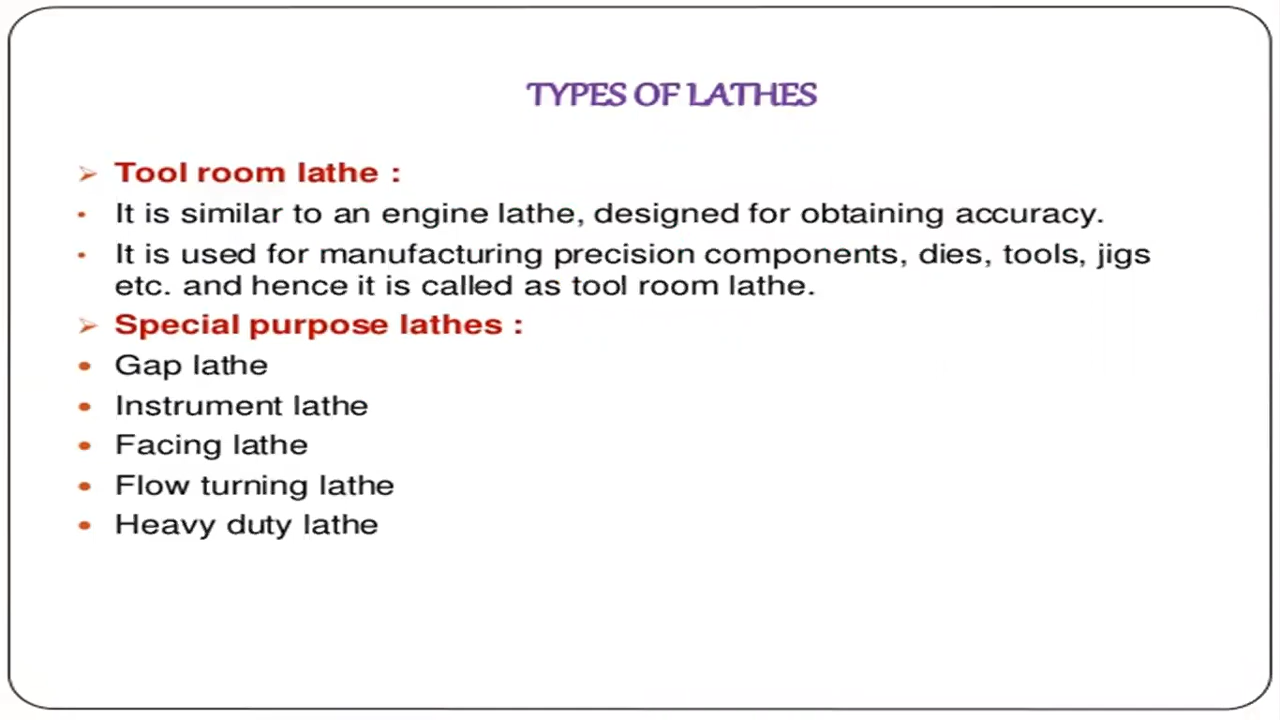 TYPES OF LATHES
➢ Tool room lathe :
• It is similar to an engine lathe, designed for obtaining accuracy.
• It is used for manufacturing precision components, dies, tools, jigs
etc. and hence it is called as tool room lathe.
➢ Special purpose lathes :
• Gap lathe
• Instrument lathe
• Facing lathe
• Flow turning lathe
• Heavy duty lathe